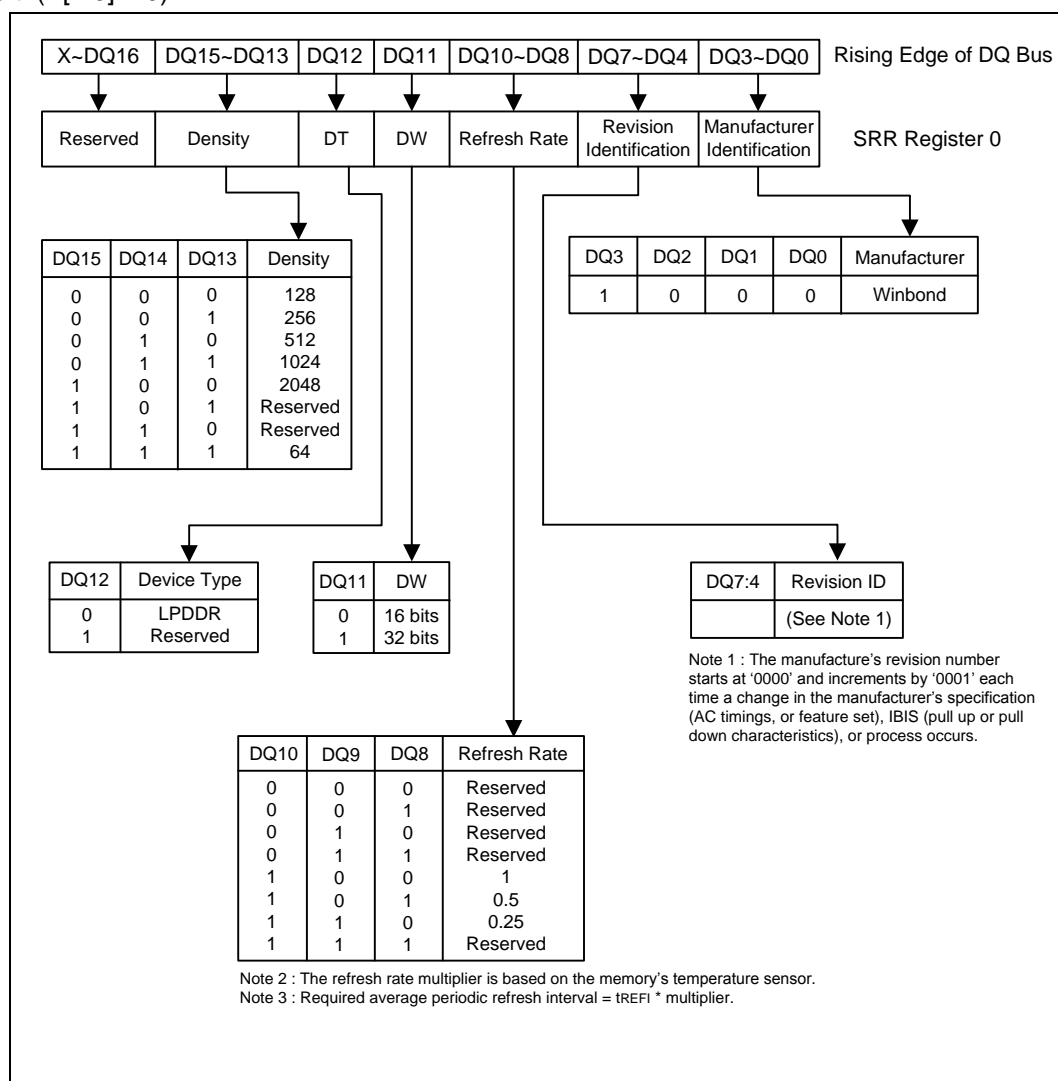 X~DQ16 DQ15~DQ13 DQ12 DQ11 DQ10~DQ8 DQ7~DQ4 DQ3~DQ0 Rising Edge of DQ Bus
Reserved Density DT DW Refresh Rate Revision Identification Manufacturer Identification SRR Register 0
DQ15 DQ14 DQ13 Density
0 0 0 128
0 0 1 256
0 1 0 512
0 1 1 1024
1 0 0 2048
1 0 1 Reserved
1 1 0 Reserved
1 1 1 64
DQ3 DQ2 DQ1 DQ0 Manufacturer
1 0 0 0 Winbond
DQ12 Device Type
0 LPDDR
1 Reserved
DQ11 DW
0 16 bits
1 32 bits
DQ7:4 Revision ID
(See Note 1)
Note 1 : The manufacture's revision number
starts at '0000' and increments by '0001' each
time a change in the manufacturer's specification
(AC timings, or feature set), IBIS (pull up or pull
down characteristics), or process occurs.
DQ10 DQ9 DQ8 Refresh Rate
0 0 0 Reserved
0 0 1 Reserved
0 1 0 Reserved
0 1 1 Reserved
1 0 0 1
1 0 1 0.5
1 1 0 0.25
1 1 1 Reserved
Note 2 : The refresh rate multiplier is based on the memory's temperature sensor.
Note 3 : Required average periodic refresh interval = tREFI * multiplier.